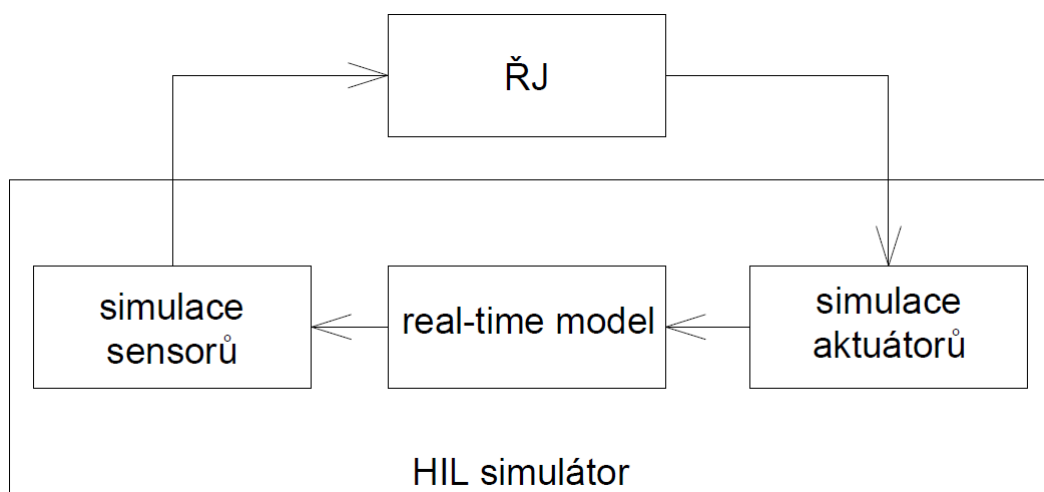 ŘJ
simulace
sensorů
real-time model
simulace
aktuátorů
HIL simulátor